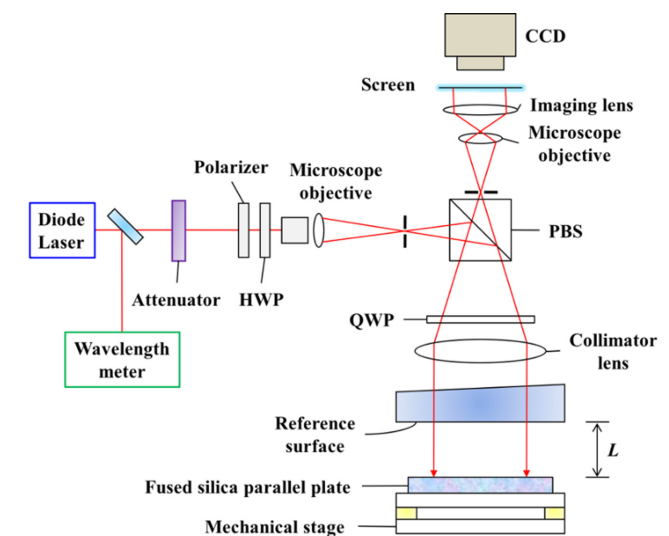 CCD
Screen
Imaging lens
Microscope
objective
Polarizer
Microscope
objective
Diode
Laser
PBS
Attenuator
HWP
QWP
Wavelength
meter
Collimator
lens
Reference
surface
L
Fused silica parallel plate
Mechanical stage